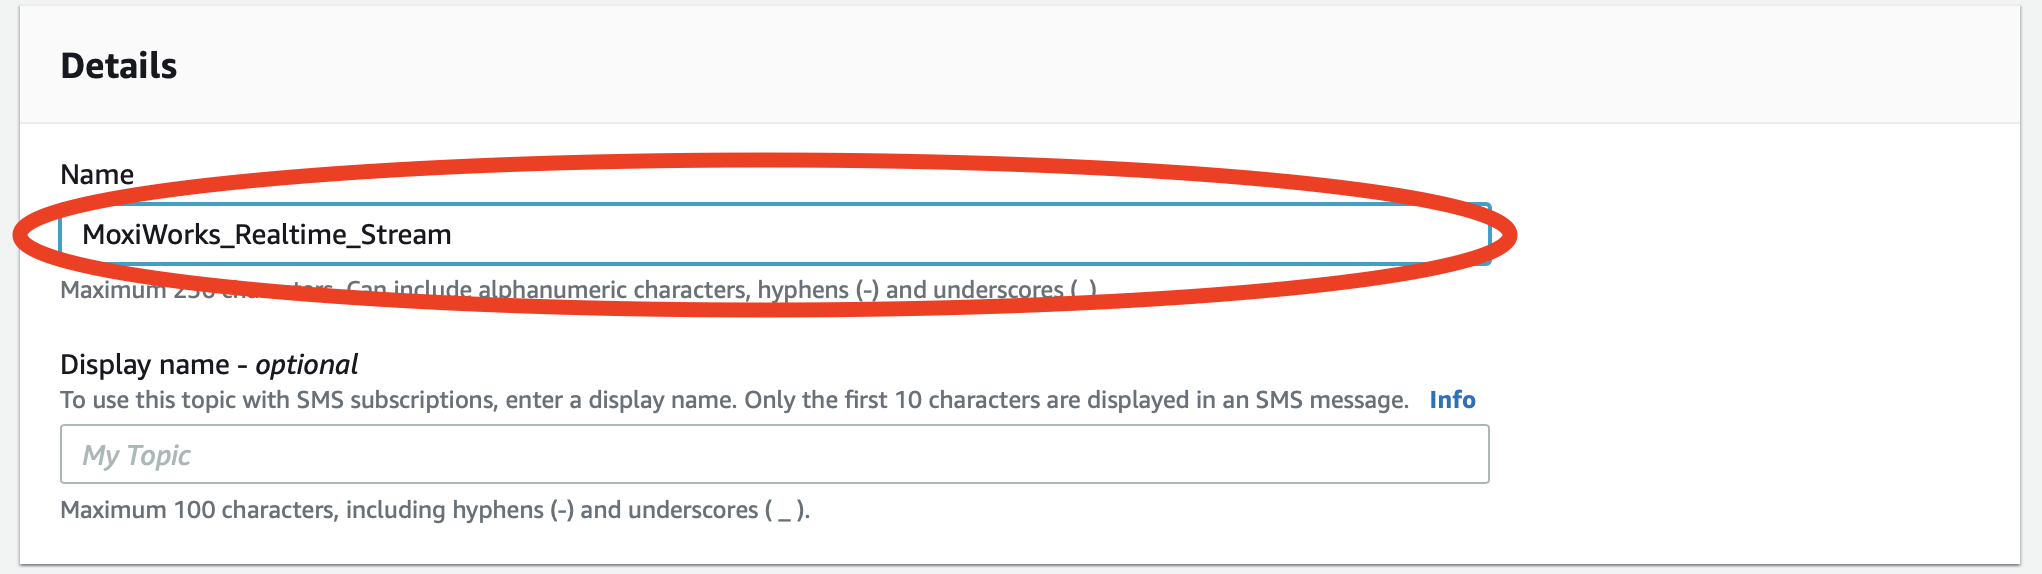 Details
Name
MoxiWorks_Realtime_Stream
Maximum 256 characters. Can include alphanumeric characters, hyphens (-) and underscores (_)
Display name - optional
To use this topic with SMS subscriptions, enter a display name. Only the first 10 characters are displayed in an SMS message. Info
My Topic
Maximum 100 characters, including hyphens (-) and underscores ( _ ).